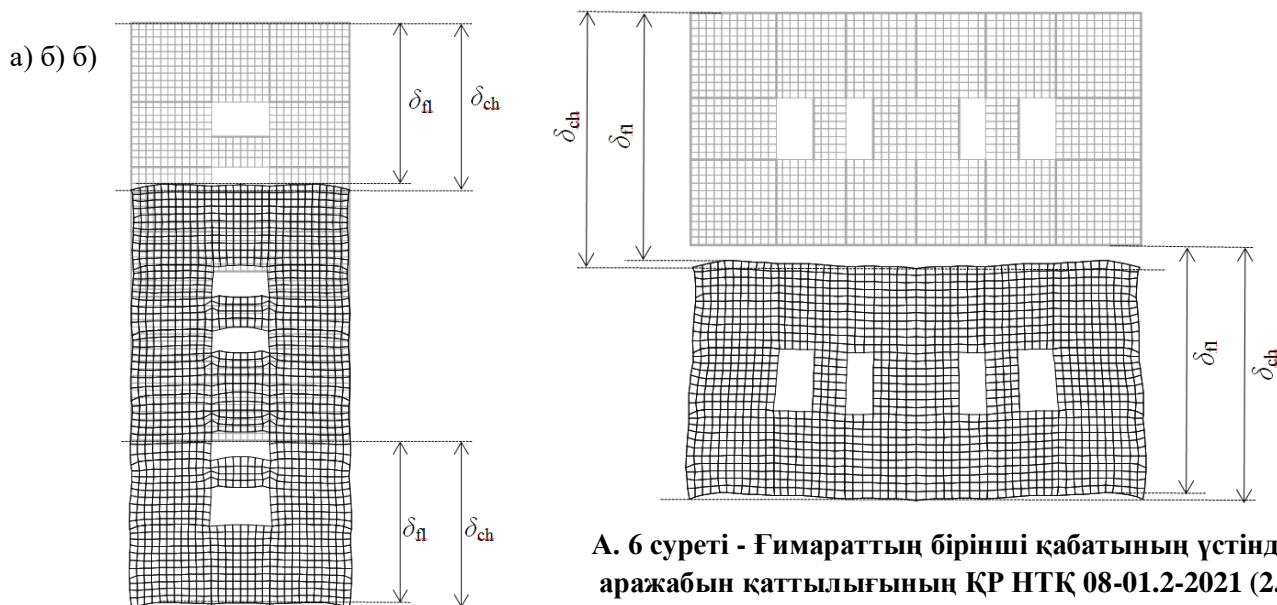 а) б) б)
δfl
δch
δch
δfl
δfl
δch
δfl
δch
А. 6 суреті - Ғимараттың бірінші қабатының үстінд
аражабын қаттылығының ҚР НТҚ 08-01.2-2021 (2.